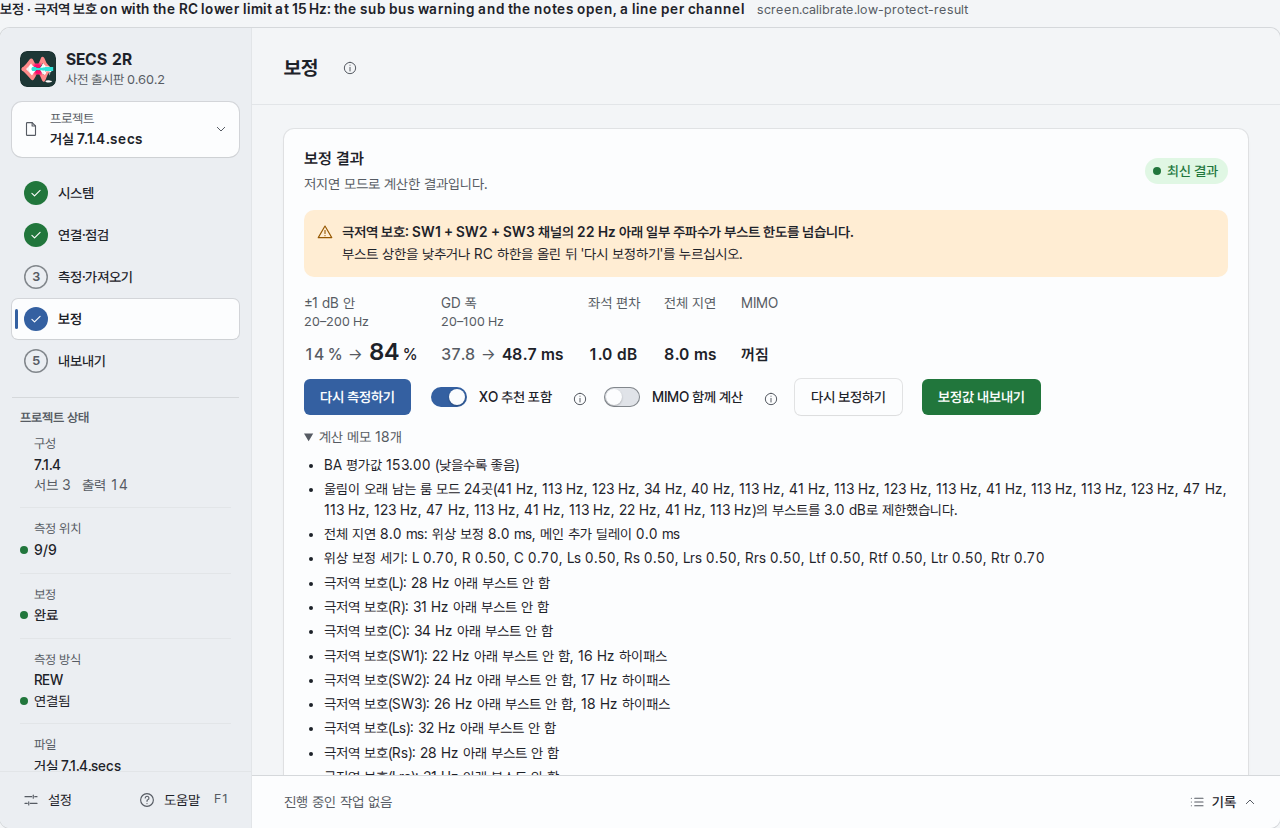 보정 · 극저역 보호 on with the RC lower limit at 15 Hz: the sub bus warning and the notes open, a line per channel screen.calibrate.low-protect-result
SECS 2R
사전 출시판 0.60.2
프로젝트
거실 7.1.4.secs
시스템
연결·점검
3 측정·가져오기
보정
5 내보내기
프로젝트 상태
구성
7.1.4
서브 3 출력 14
측정 위치
9/9
보정
완료
측정 방식
REW
연결됨
파일
거실 7.1.4.secs
설정 도움말 F1
보정
보정 결과
저지연 모드로 계산한 결과입니다.
최신 결과
극저역 보호: SW1 + SW2 + SW3 채널의 22 Hz 아래 일부 주파수가 부스트 한도를 넘습니다.
부스트 상한을 낮추거나 RC 하한을 올린 뒤 '다시 보정하기'를 누르십시오.
±1 dB 안 GD 폭 좌석 편차 전체 지연 MIMO
20–200 Hz 20–100 Hz
14 % → 84 % 37.8 → 48.7 ms 1.0 dB 8.0 ms 꺼짐
다시 측정하기 XO 추천 포함 MIMO 함께 계산 다시 보정하기 보정값 내보내기
▼ 계산 메모 18개
• BA 평가값 153.00 (낮을수록 좋음)
• 울림이 오래 남는 룸 모드 24곳(41 Hz, 113 Hz, 123 Hz, 34 Hz, 40 Hz, 113 Hz, 41 Hz, 113 Hz, 123 Hz, 113 Hz, 41 Hz, 113 Hz, 113 Hz, 123 Hz, 47 Hz,
113 Hz, 123 Hz, 47 Hz, 113 Hz, 41 Hz, 113 Hz, 22 Hz, 41 Hz, 113 Hz)의 부스트를 3.0 dB로 제한했습니다.
• 전체 지연 8.0 ms: 위상 보정 8.0 ms, 메인 추가 딜레이 0.0 ms
• 위상 보정 세기: L 0.70, R 0.50, C 0.70, Ls 0.50, Rs 0.50, Lrs 0.50, Rrs 0.50, Ltf 0.50, Rtf 0.50, Ltr 0.50, Rtr 0.70
• 극저역 보호(L): 28 Hz 아래 부스트 안 함
• 극저역 보호(R): 31 Hz 아래 부스트 안 함
• 극저역 보호(C): 34 Hz 아래 부스트 안 함
• 극저역 보호(SW1): 22 Hz 아래 부스트 안 함, 16 Hz 하이패스
• 극저역 보호(SW2): 24 Hz 아래 부스트 안 함, 17 Hz 하이패스
• 극저역 보호(SW3): 26 Hz 아래 부스트 안 함, 18 Hz 하이패스
• 극저역 보호(Ls): 32 Hz 아래 부스트 안 함
• 극저역 보호(Rs): 28 Hz 아래 부스트 안 함
진행 중인 작업 없음
기록